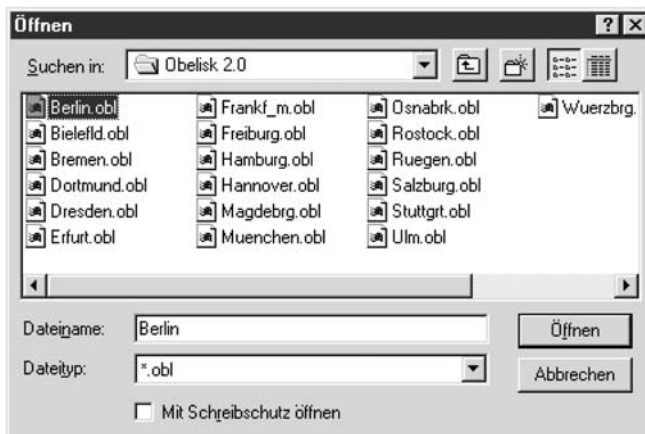 Öffnen
Suchen in: Obelisk 2.0
Berlin.obl Frankf_m.obl Osnabrk.obl Wuerzbrg.
Bielefld.obl Freiburg.obl Rostock.obl
Bremen.obl Hamburg.obl Ruegen.obl
Dortmund.obl Hannover.obl Salzburg.obl
Dresden.obl Magdebrg.obl Stuttgrt.obl
Erfurt.obl Muenchen.obl Ulm.obl
Dateiname: Berlin Öffnen
Dateityp: *.obl Abbrechen
Mit Schreibschutz öffnen